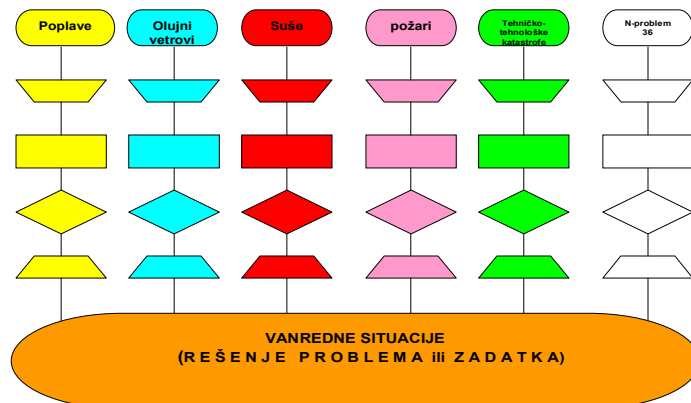 Poplave
Olujni
vetrovi
Suše
požari
Tehničko-
tehnološke
katastrofe
N-problem
36
VANREDNE SITUACIJE
(R E Š E N J E P R O B L E M A ili Z A D A T K A)